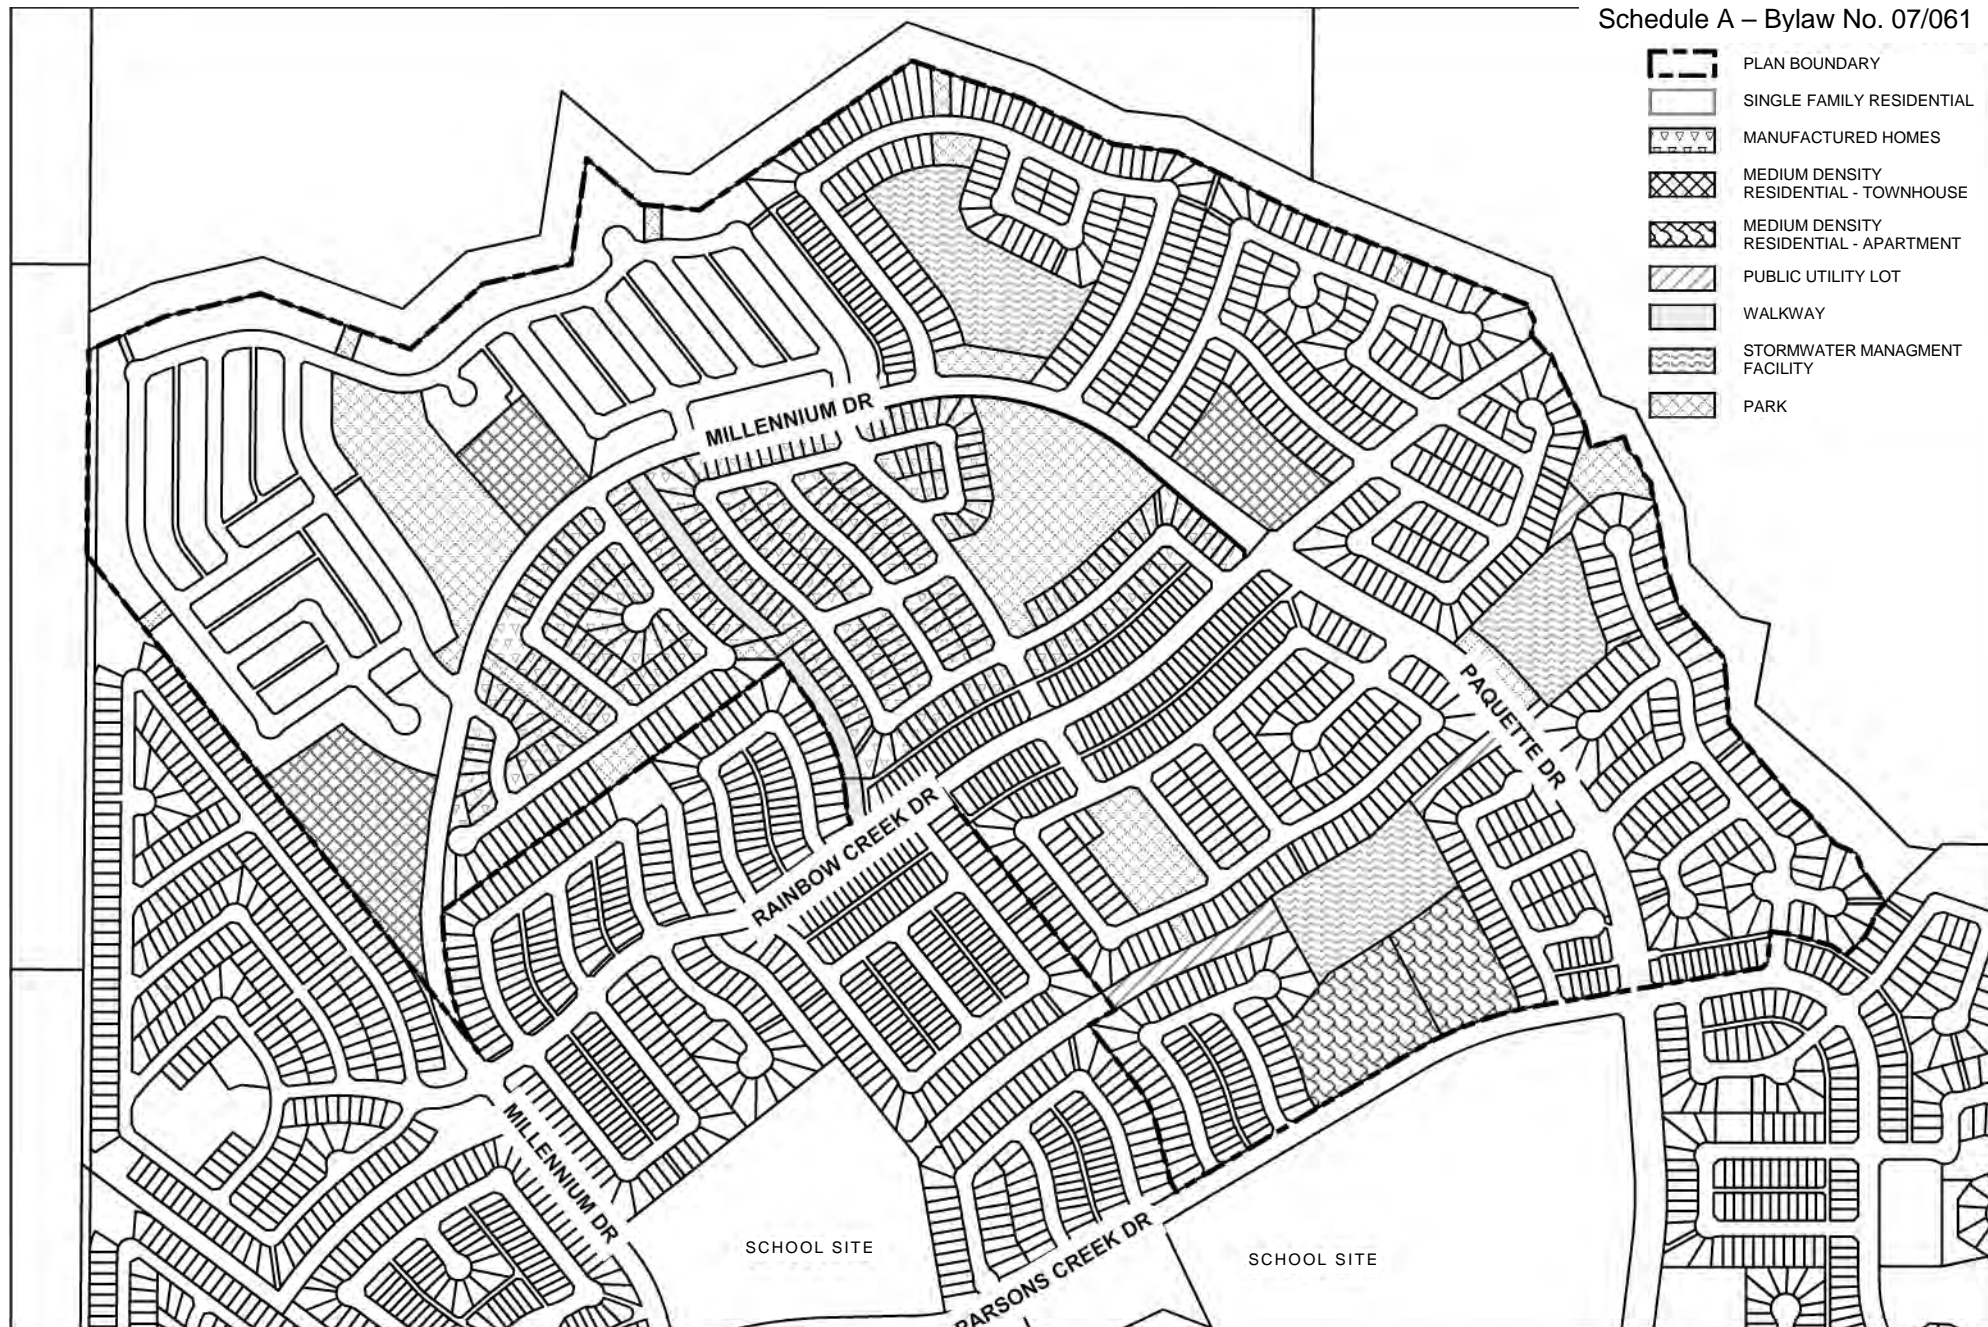 Schedule A – Bylaw No. 07/061
PLAN BOUNDARY
SINGLE FAMILY RESIDENTIAL
MANUFACTURED HOMES
MEDIUM DENSITY
RESIDENTIAL - TOWNHOUSE
MEDIUM DENSITY
RESIDENTIAL - APARTMENT
PUBLIC UTILITY LOT
WALKWAY
STORMWATER MANAGMENT
FACILITY
PARK
MILLENNIUM DR
PAQUETTE DR
RAINBOW CREEK DR
MILLENNIUM DR
SCHOOL SITE
SCHOOL SITE
PARSONS CREEK DR